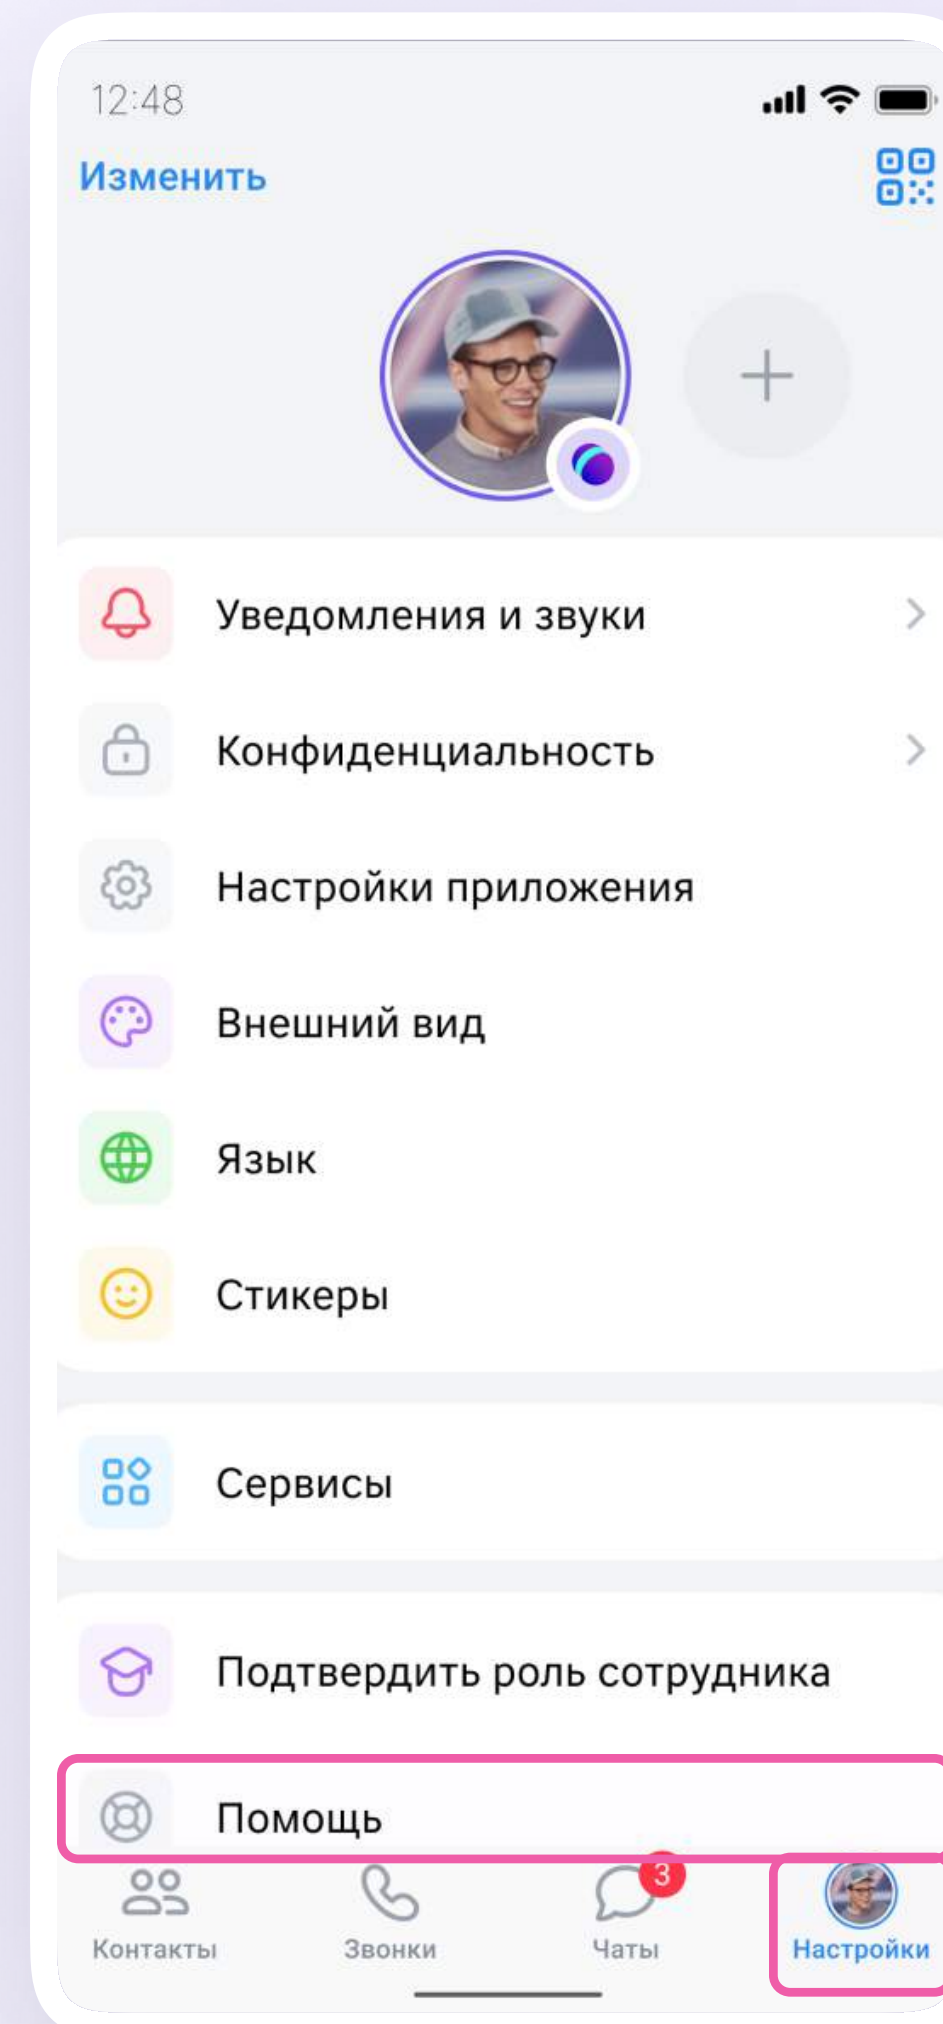 12:48
Изменить
Уведомления и звуки
Конфиденциальность
Настройки приложения
Внешний вид
Язык
Стикеры
Сервисы
Подтвердить роль сотрудника
Помощь
3
Контакты
Звонки
Чаты
Настройки